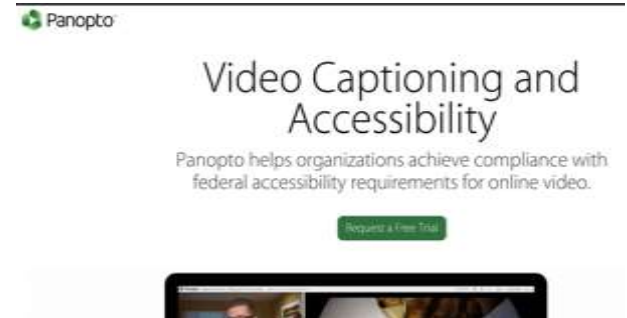 Panopto
Video Captioning and
Accessibility
Panopto helps organizations achieve compliance with
federal accessibility requirements for online video.
Request a Free Trial